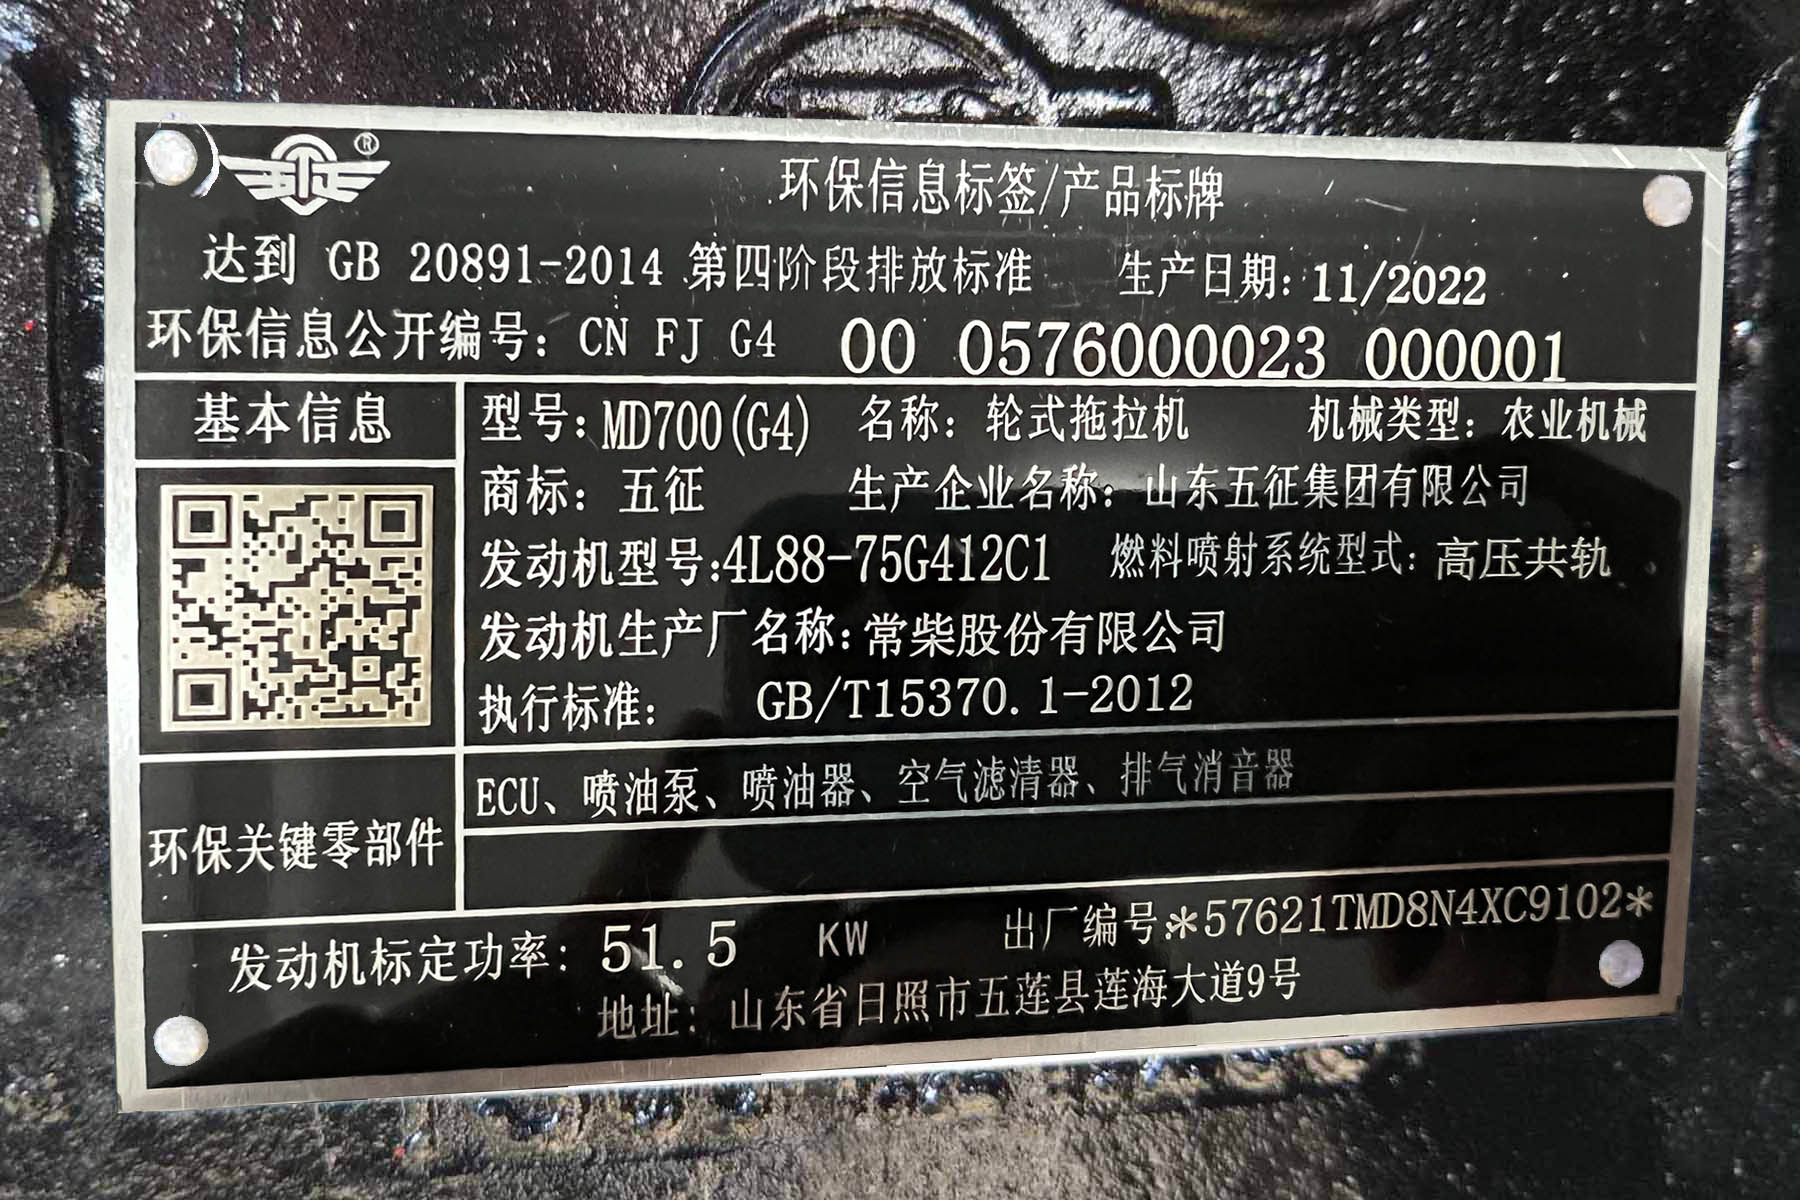 五征 ®
环保信息标签/产品标牌
达到 GB 20891-2014 第四阶段排放标准 生产日期: 11/2022
环保信息公开编号: CN FJ G4 00 0576000023 000001
基本信息
型号: MD700(G4) 名称: 轮式拖拉机 机械类型: 农业机械
商标: 五征 生产企业名称: 山东五征集团有限公司
发动机型号:4L88-75G412C1 燃料喷射系统型式: 高压共轨
发动机生产厂名称: 常柴股份有限公司
执行标准: GB/T15370.1-2012
环保关键零部件
ECU、喷油泵、喷油器、空气滤清器、排气消音器
发动机标定功率: 51.5 KW 出厂编号:*57621TMD8N4XC9102*
地址: 山东省日照市五莲县莲海大道9号